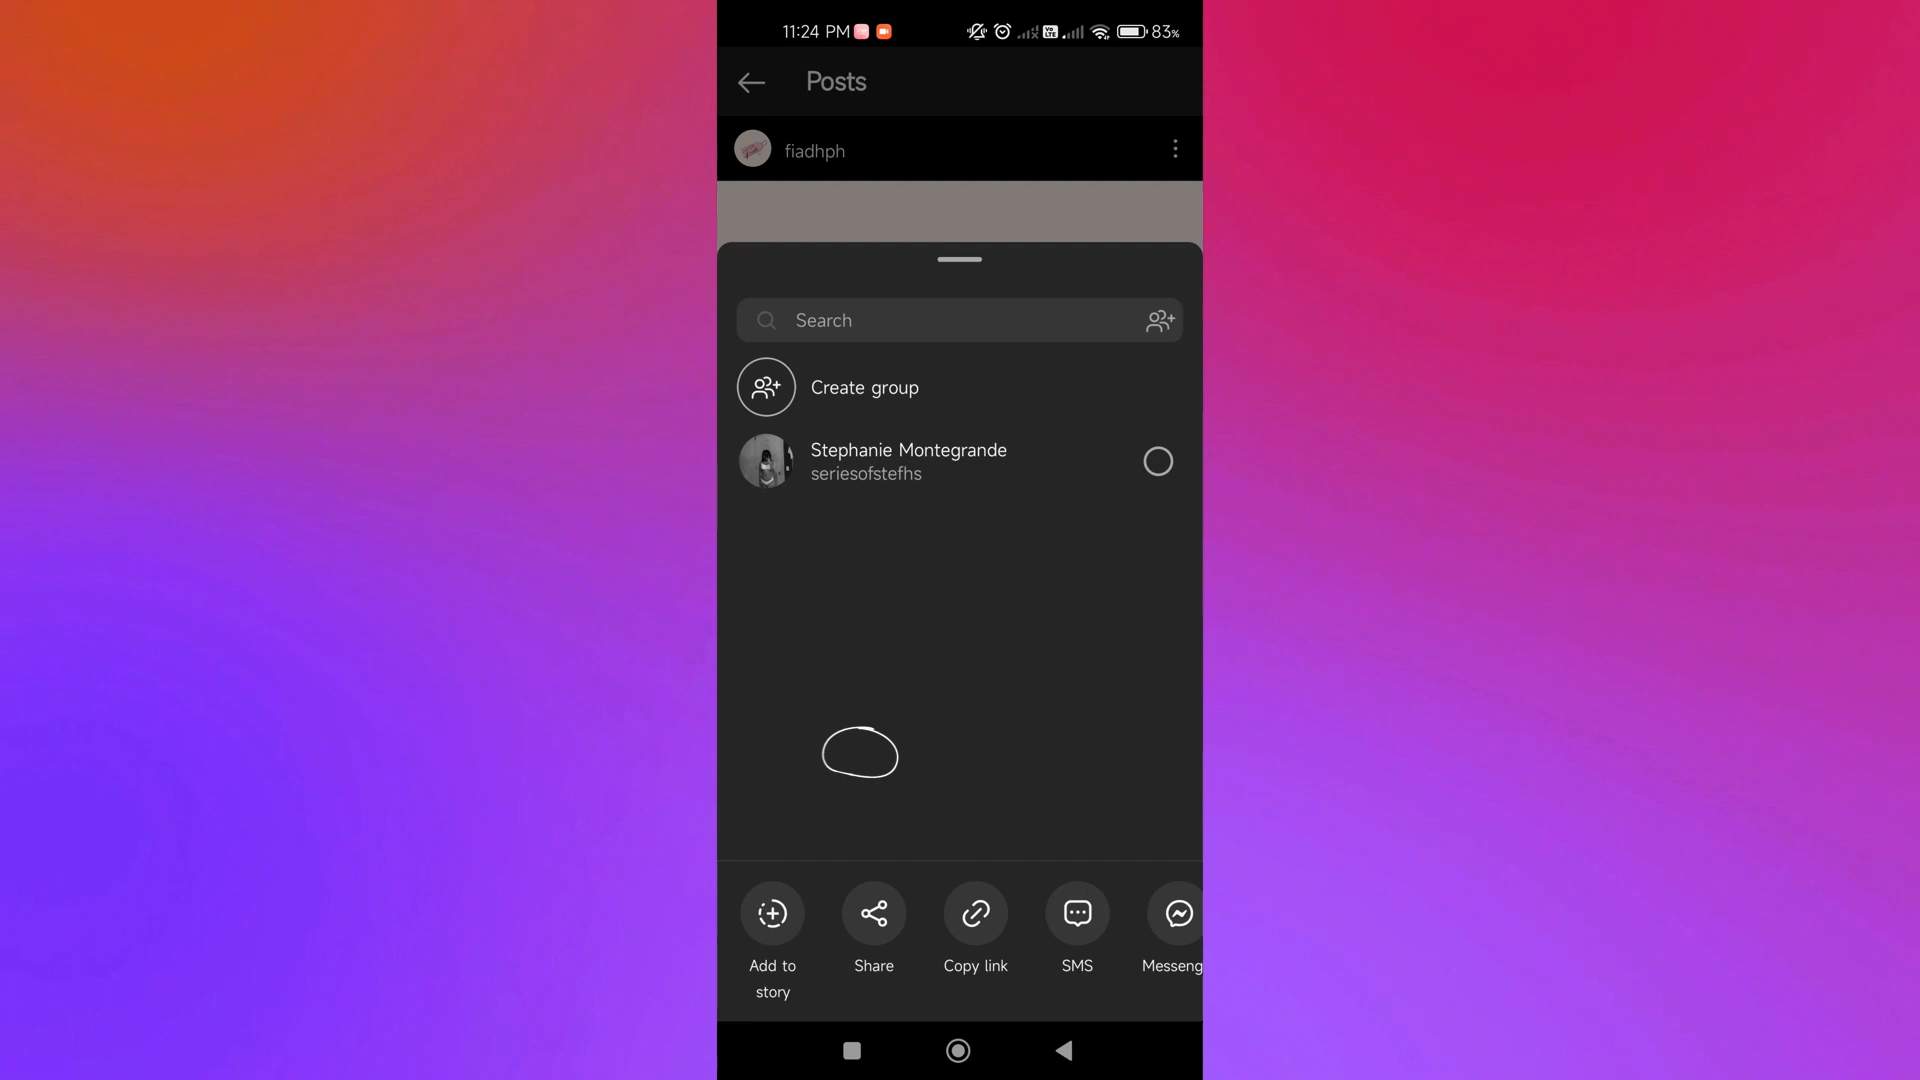 11:24 PM
83%
Posts
fiadhph
Search
Create group
Stephanie Montegrande
seriesofstefhs
Add to
story
Share
Copy link
SMS
Messeng